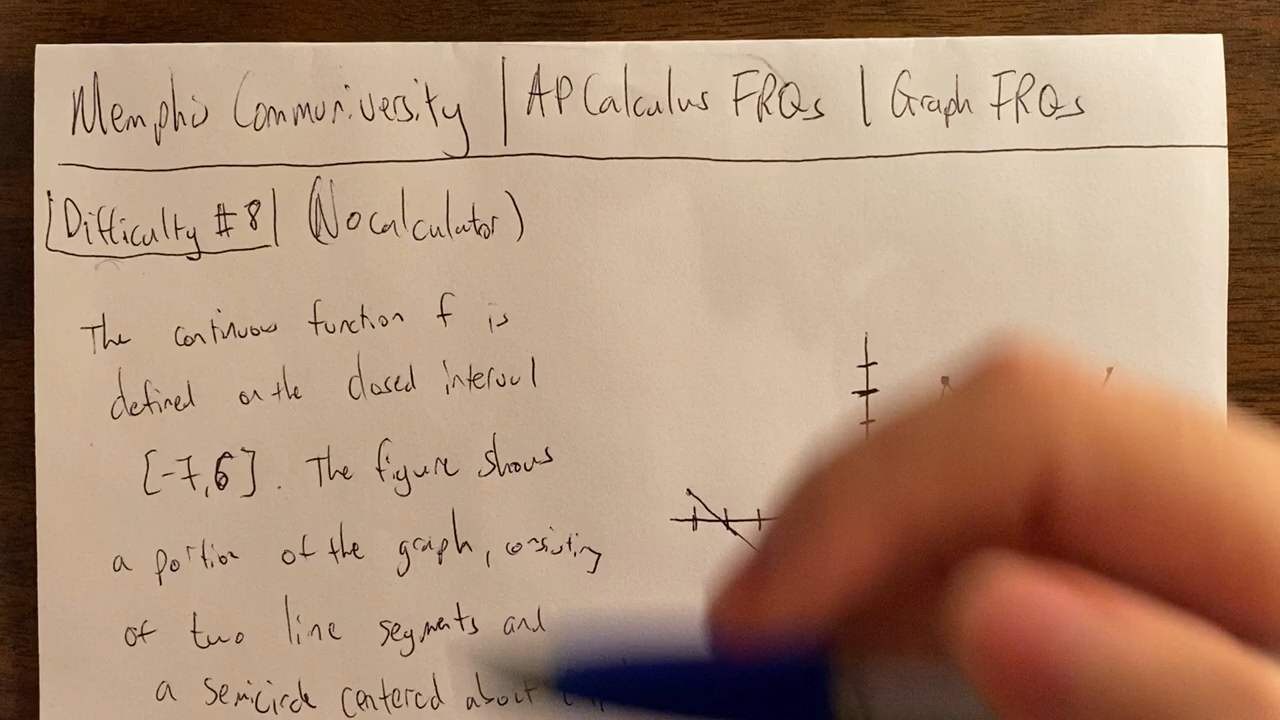 Memphis Communiversity | AP Calculus FRQs | Graph FRQs
Difficulty #8 (No calculator)
The continuous function f is
defined on the closed interval
[-7,6]. The figure shows
a portion of the graph, consisting
of two line segments and
a semicircle centered about